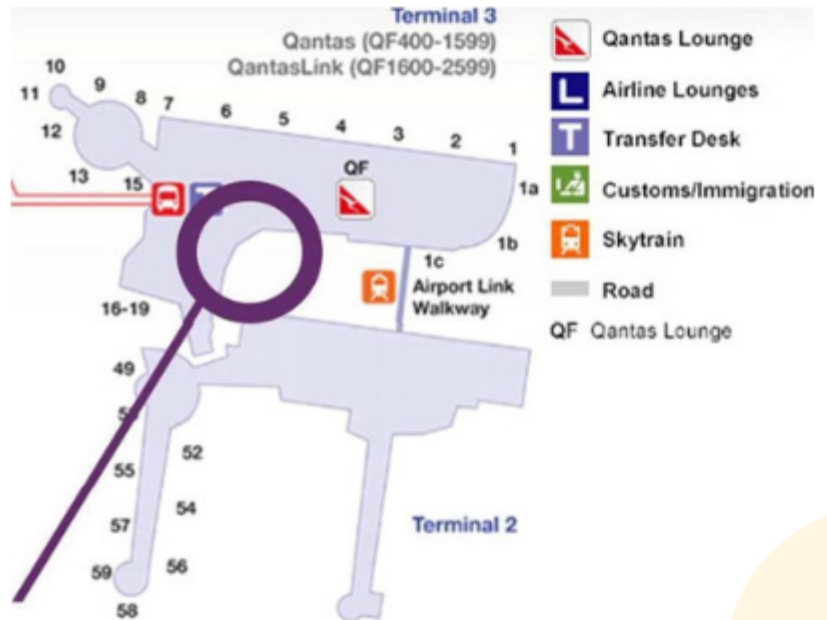 Terminal 3
Qantas (QF400-1599)
QantasLink (QF1600-2599)
10
11
9
8
7
6
5
4
3
2
1
12
13
15
QF
1a
1b
1c
Airport Link
Walkway
16-19
49
52
55
54
57
56
59
58
Terminal 2
T
Qantas Lounge
L
Airline Lounges
T
Transfer Desk
Customs/Immigration
Skytrain
Road
QF Qantas Lounge